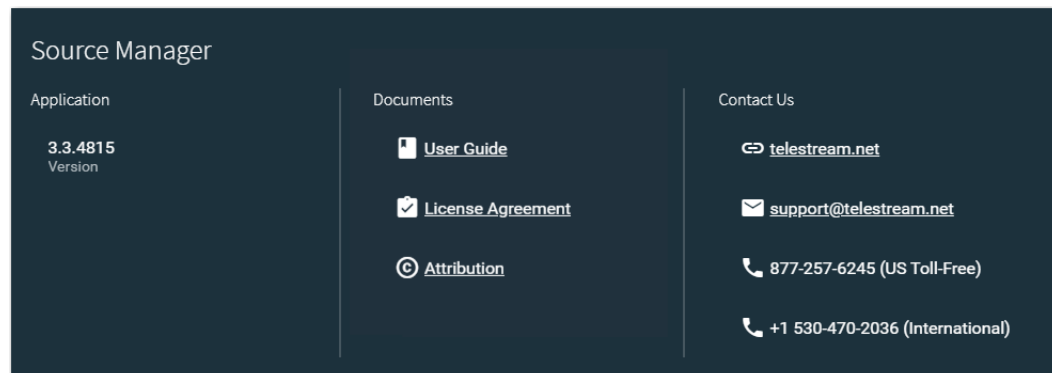 Source Manager
Application
3.3.4815
Version
Documents
User Guide
License Agreement
Attribution
Contact Us
telestream.net
support@telestream.net
877-257-6245 (US Toll-Free)
+1 530-470-2036 (International)